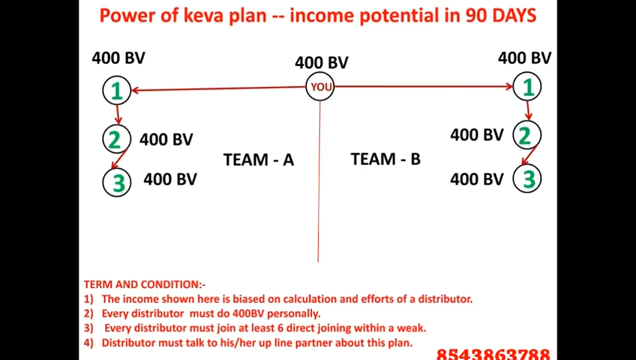 Power of keva plan -- income potential in 90 DAYS
400 BV
400 BV
400 BV
1
YOU
1
2
400 BV
400 BV
2
TEAM - A
TEAM - B
3
400 BV
400 BV
3
TERM AND CONDITION:-
1) The income shown here is biased on calculation and efforts of a distributor.
2) Every distributor must do 400BV personally.
3) Every distributor must join at least 6 direct joining within a weak.
4) Distributor must talk to his/her up line partner about this plan.
8543863788